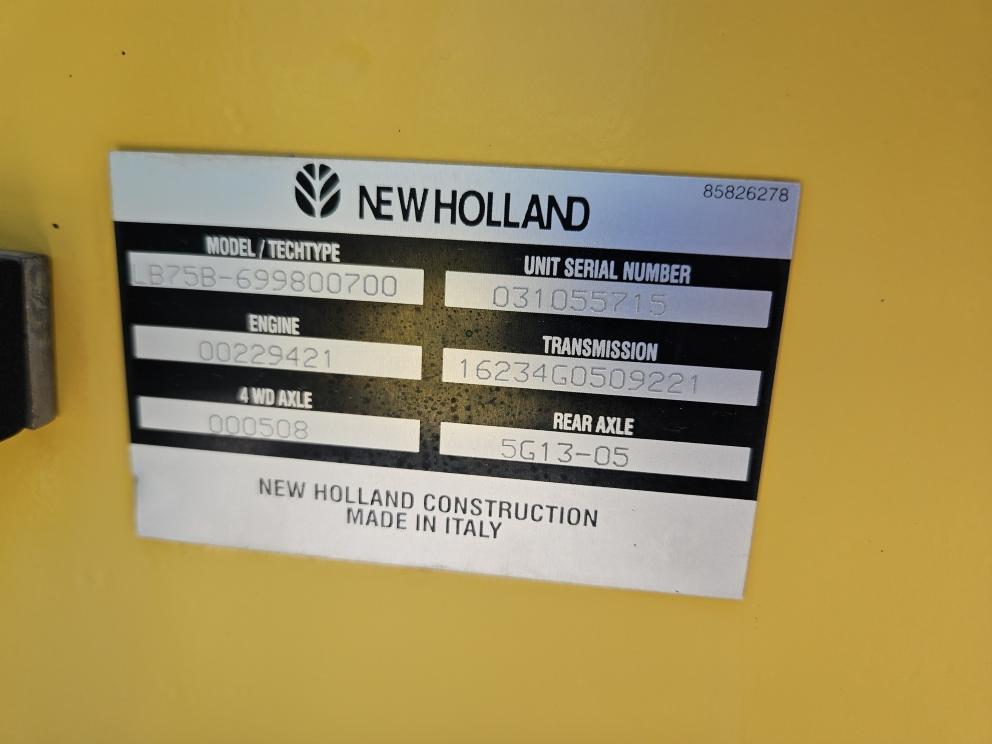 NEW HOLLAND
85826278
MODEL / TECHTYPE
LB75B-699800700
UNIT SERIAL NUMBER
031055715
ENGINE
00229421
TRANSMISSION
16234G0509221
4 WD AXLE
000508
REAR AXLE
5G13-05
NEW HOLLAND CONSTRUCTION
MADE IN ITALY